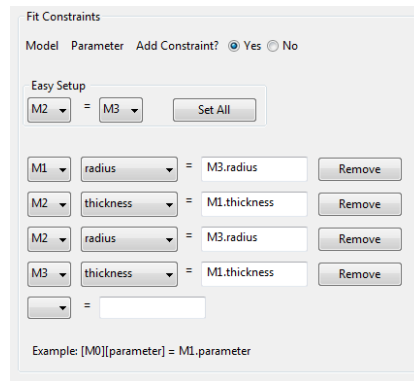 Fit Constraints
Model Parameter Add Constraint? Yes No
Easy Setup
M2 = M3 Set All
M1 radius = M3.radius Remove
M2 thickness = M1.thickness Remove
M2 radius = M3.radius Remove
M3 thickness = M1.thickness Remove
=
Example: [M0][parameter] = M1.parameter